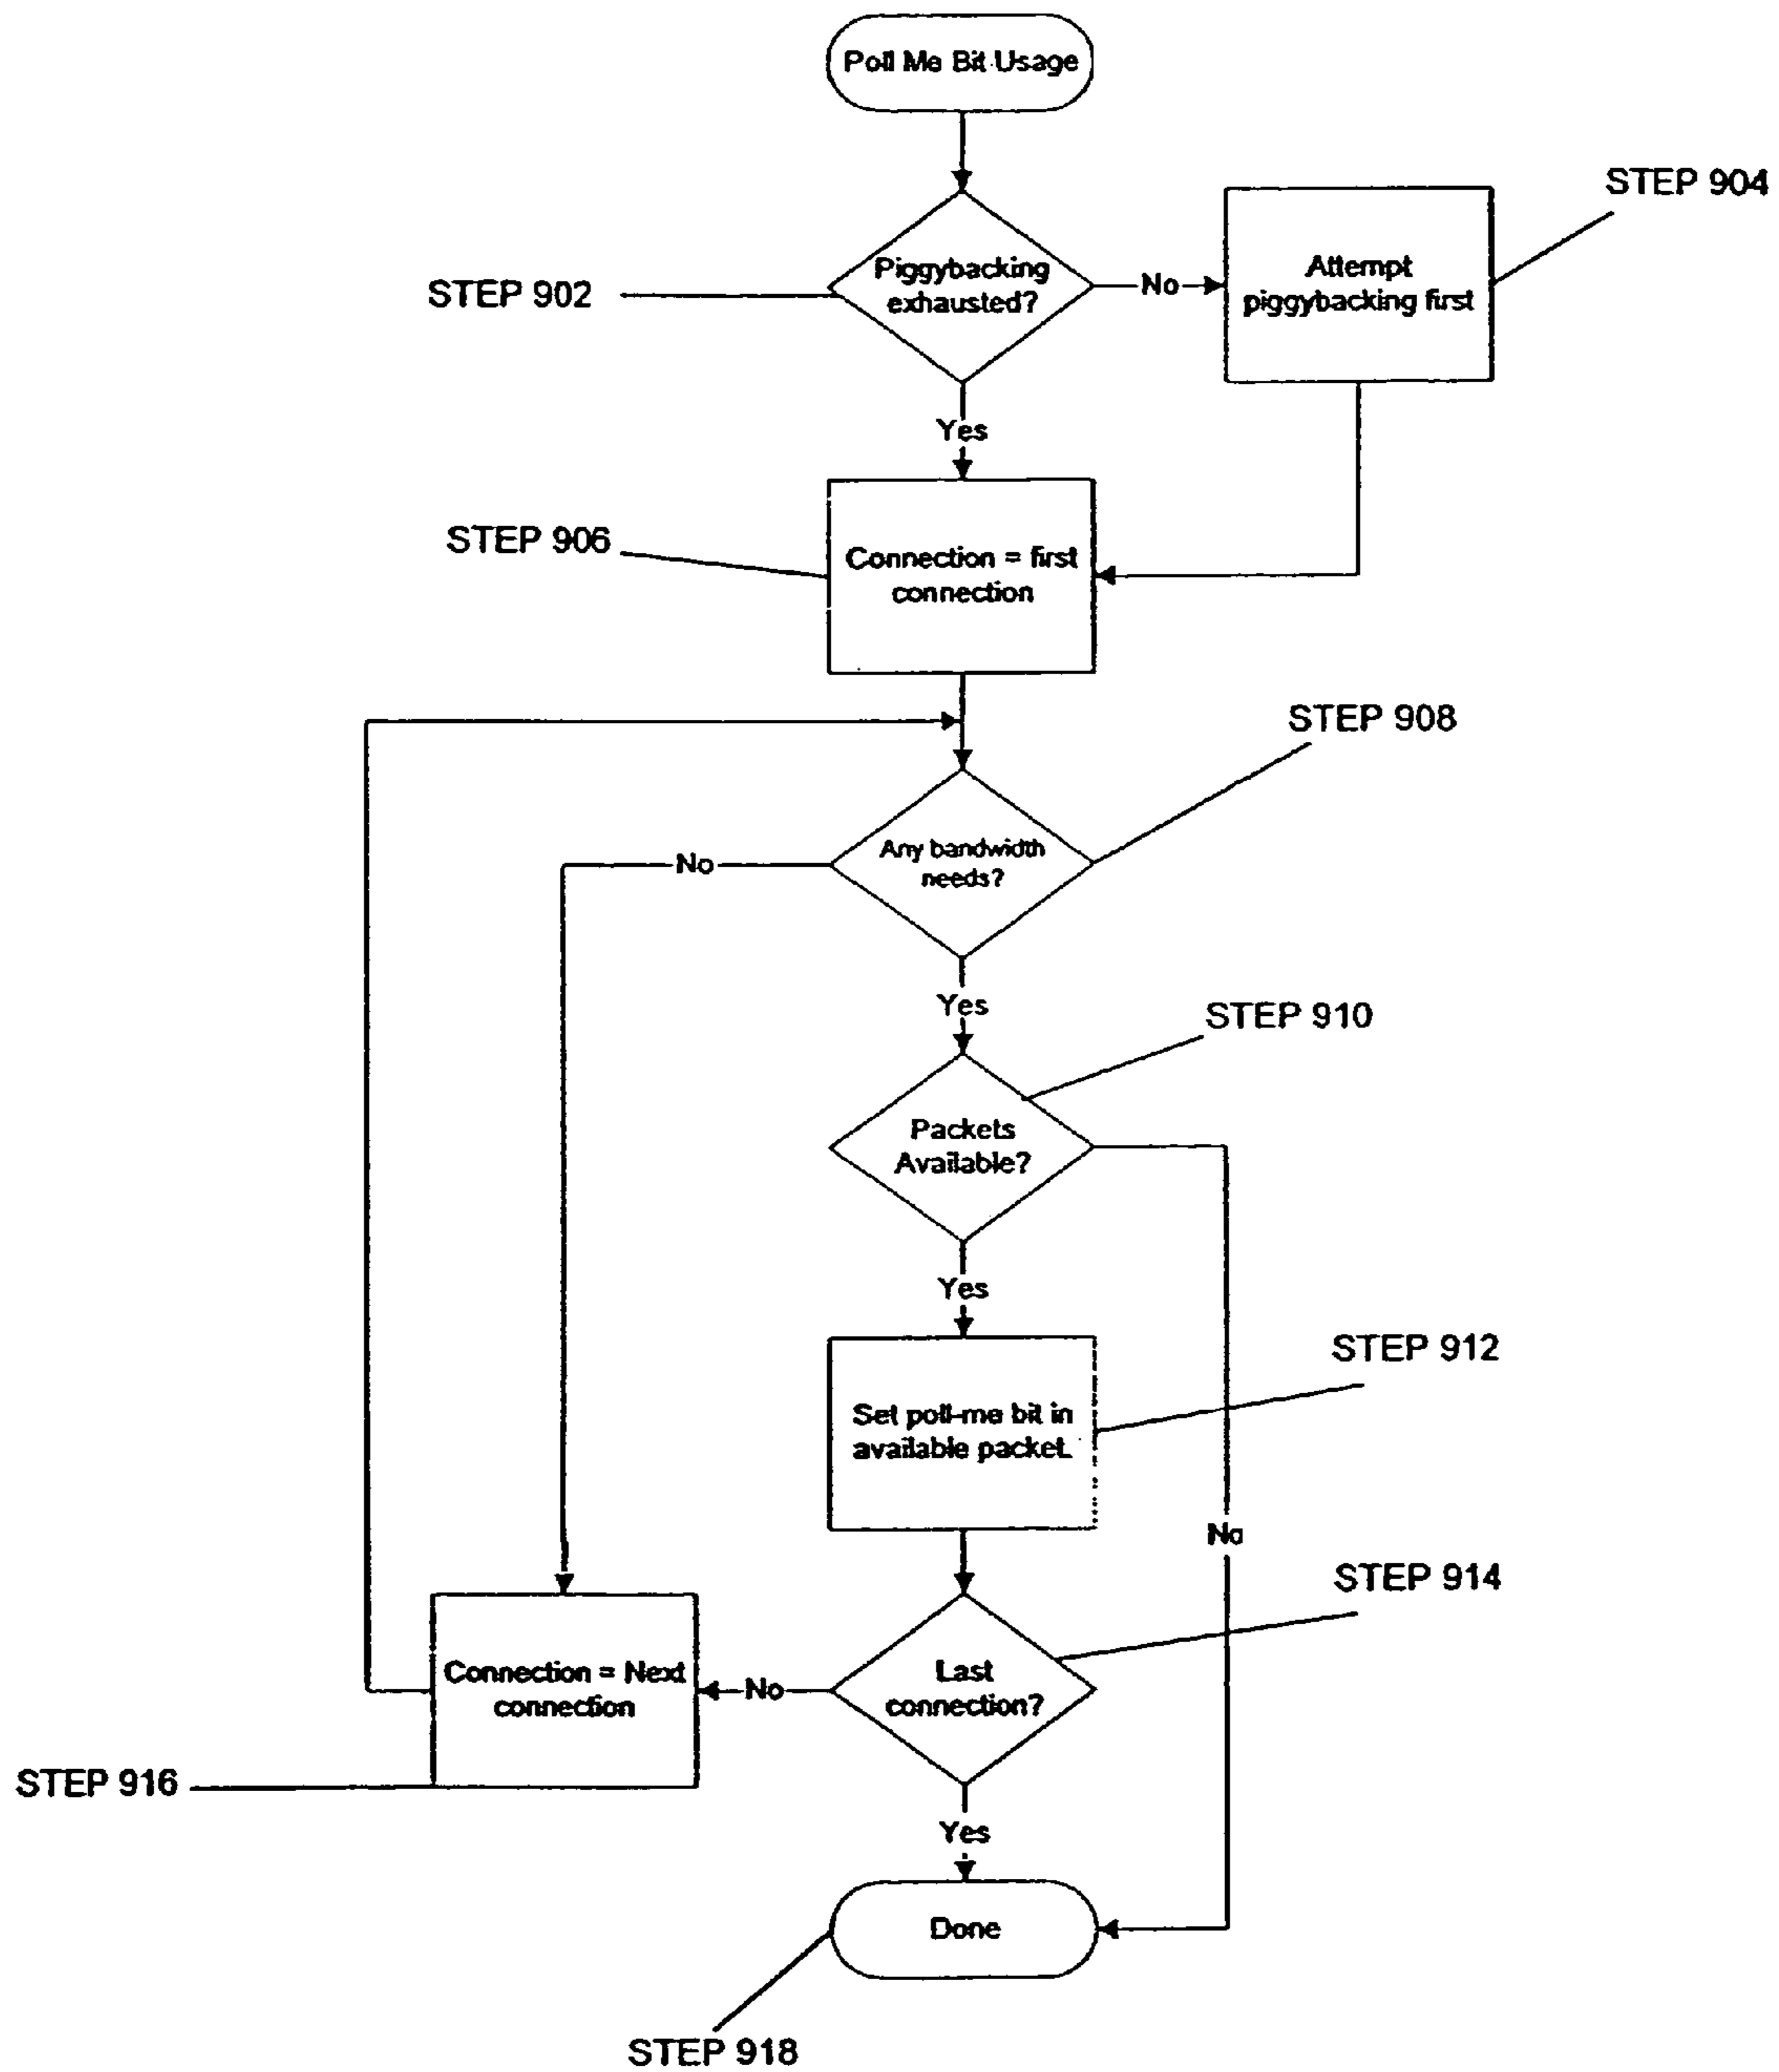 Poll Me Bit Usage
STEP 904
Piggybacking
exhausted?
No
Attempt
piggybacking first
STEP 902
Yes
STEP 906
Connection = first
connection
STEP 908
Any bandwidth
needs?
No
Yes
STEP 910
Packets
Available?
Yes
STEP 912
Set poll-me bit in
available packet.
No
STEP 914
Connection = Next
connection
No
Last
connection?
STEP 916
Yes
Done
STEP 918